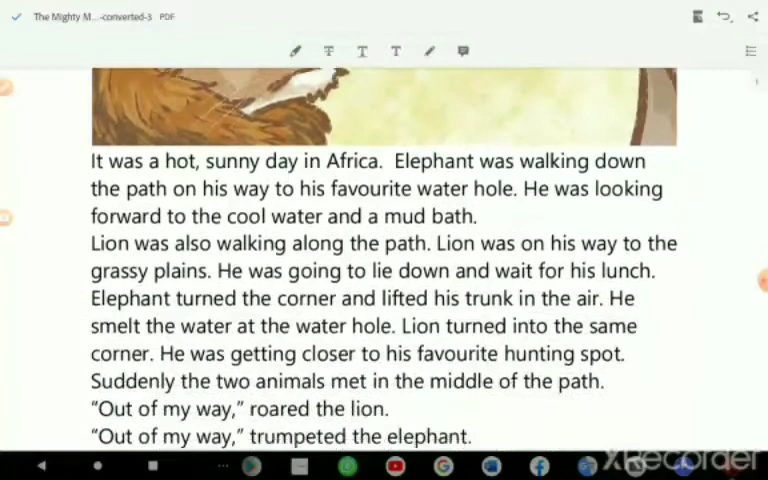 The Mighty M...-converted-3 PDF
It was a hot, sunny day in Africa.  Elephant was walking down
the path on his way to his favourite water hole. He was looking
forward to the cool water and a mud bath.
Lion was also walking along the path. Lion was on his way to the
grassy plains. He was going to lie down and wait for his lunch.
Elephant turned the corner and lifted his trunk in the air. He
smelt the water at the water hole. Lion turned into the same
corner. He was getting closer to his favourite hunting spot.
Suddenly the two animals met in the middle of the path.
“Out of my way,” roared the lion.
“Out of my way,” trumpeted the elephant.
XRecorder